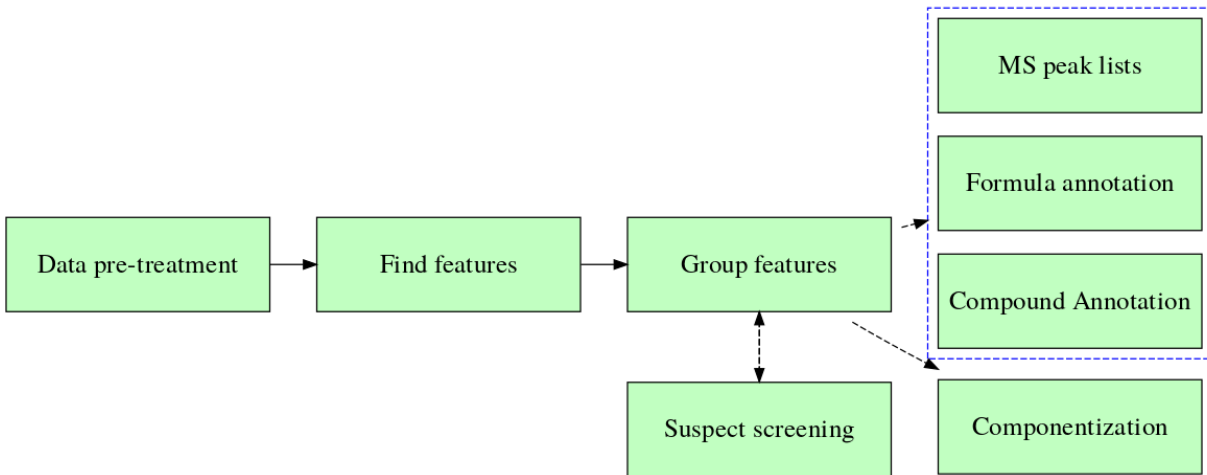 MS peak lists
Formula annotation
Data pre-treatment
Find features
Group features
Compound Annotation
Suspect screening
Componentization